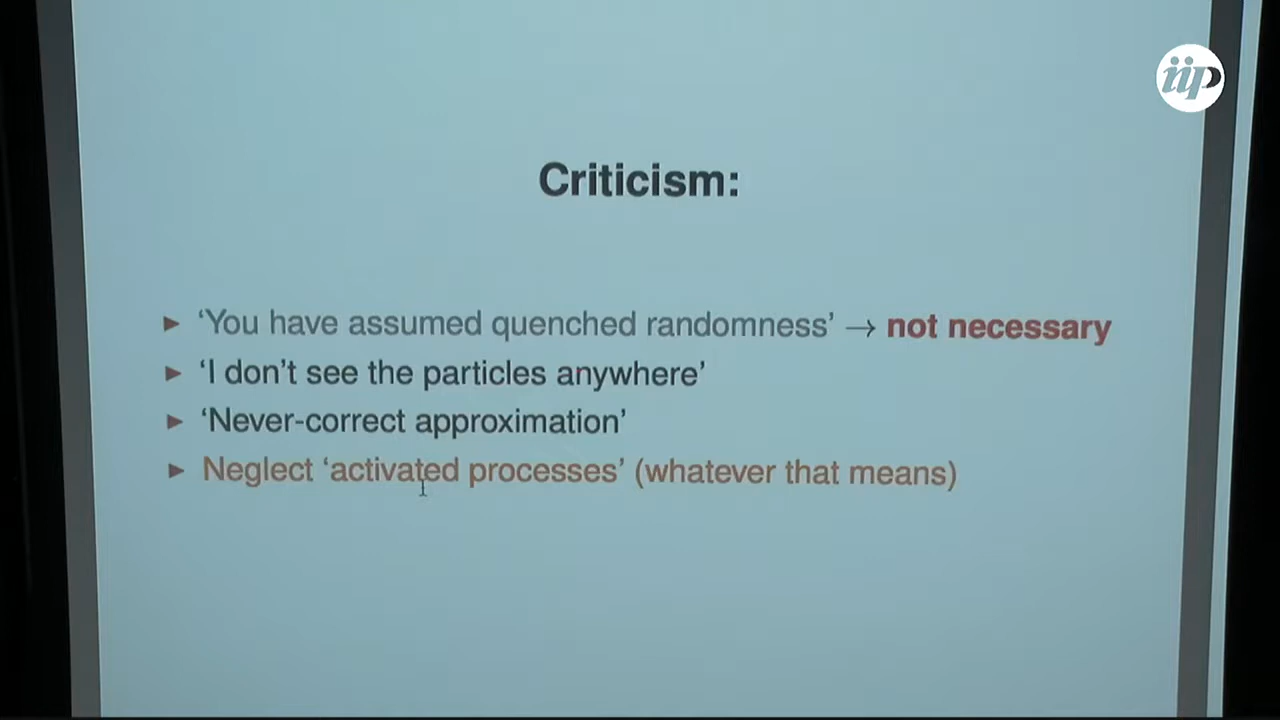 iip
Criticism:
► ‘You have assumed quenched randomness’ → not necessary
► ‘I don’t see the particles anywhere’
► ‘Never-correct approximation’
► Neglect ‘activated processes’ (whatever that means)